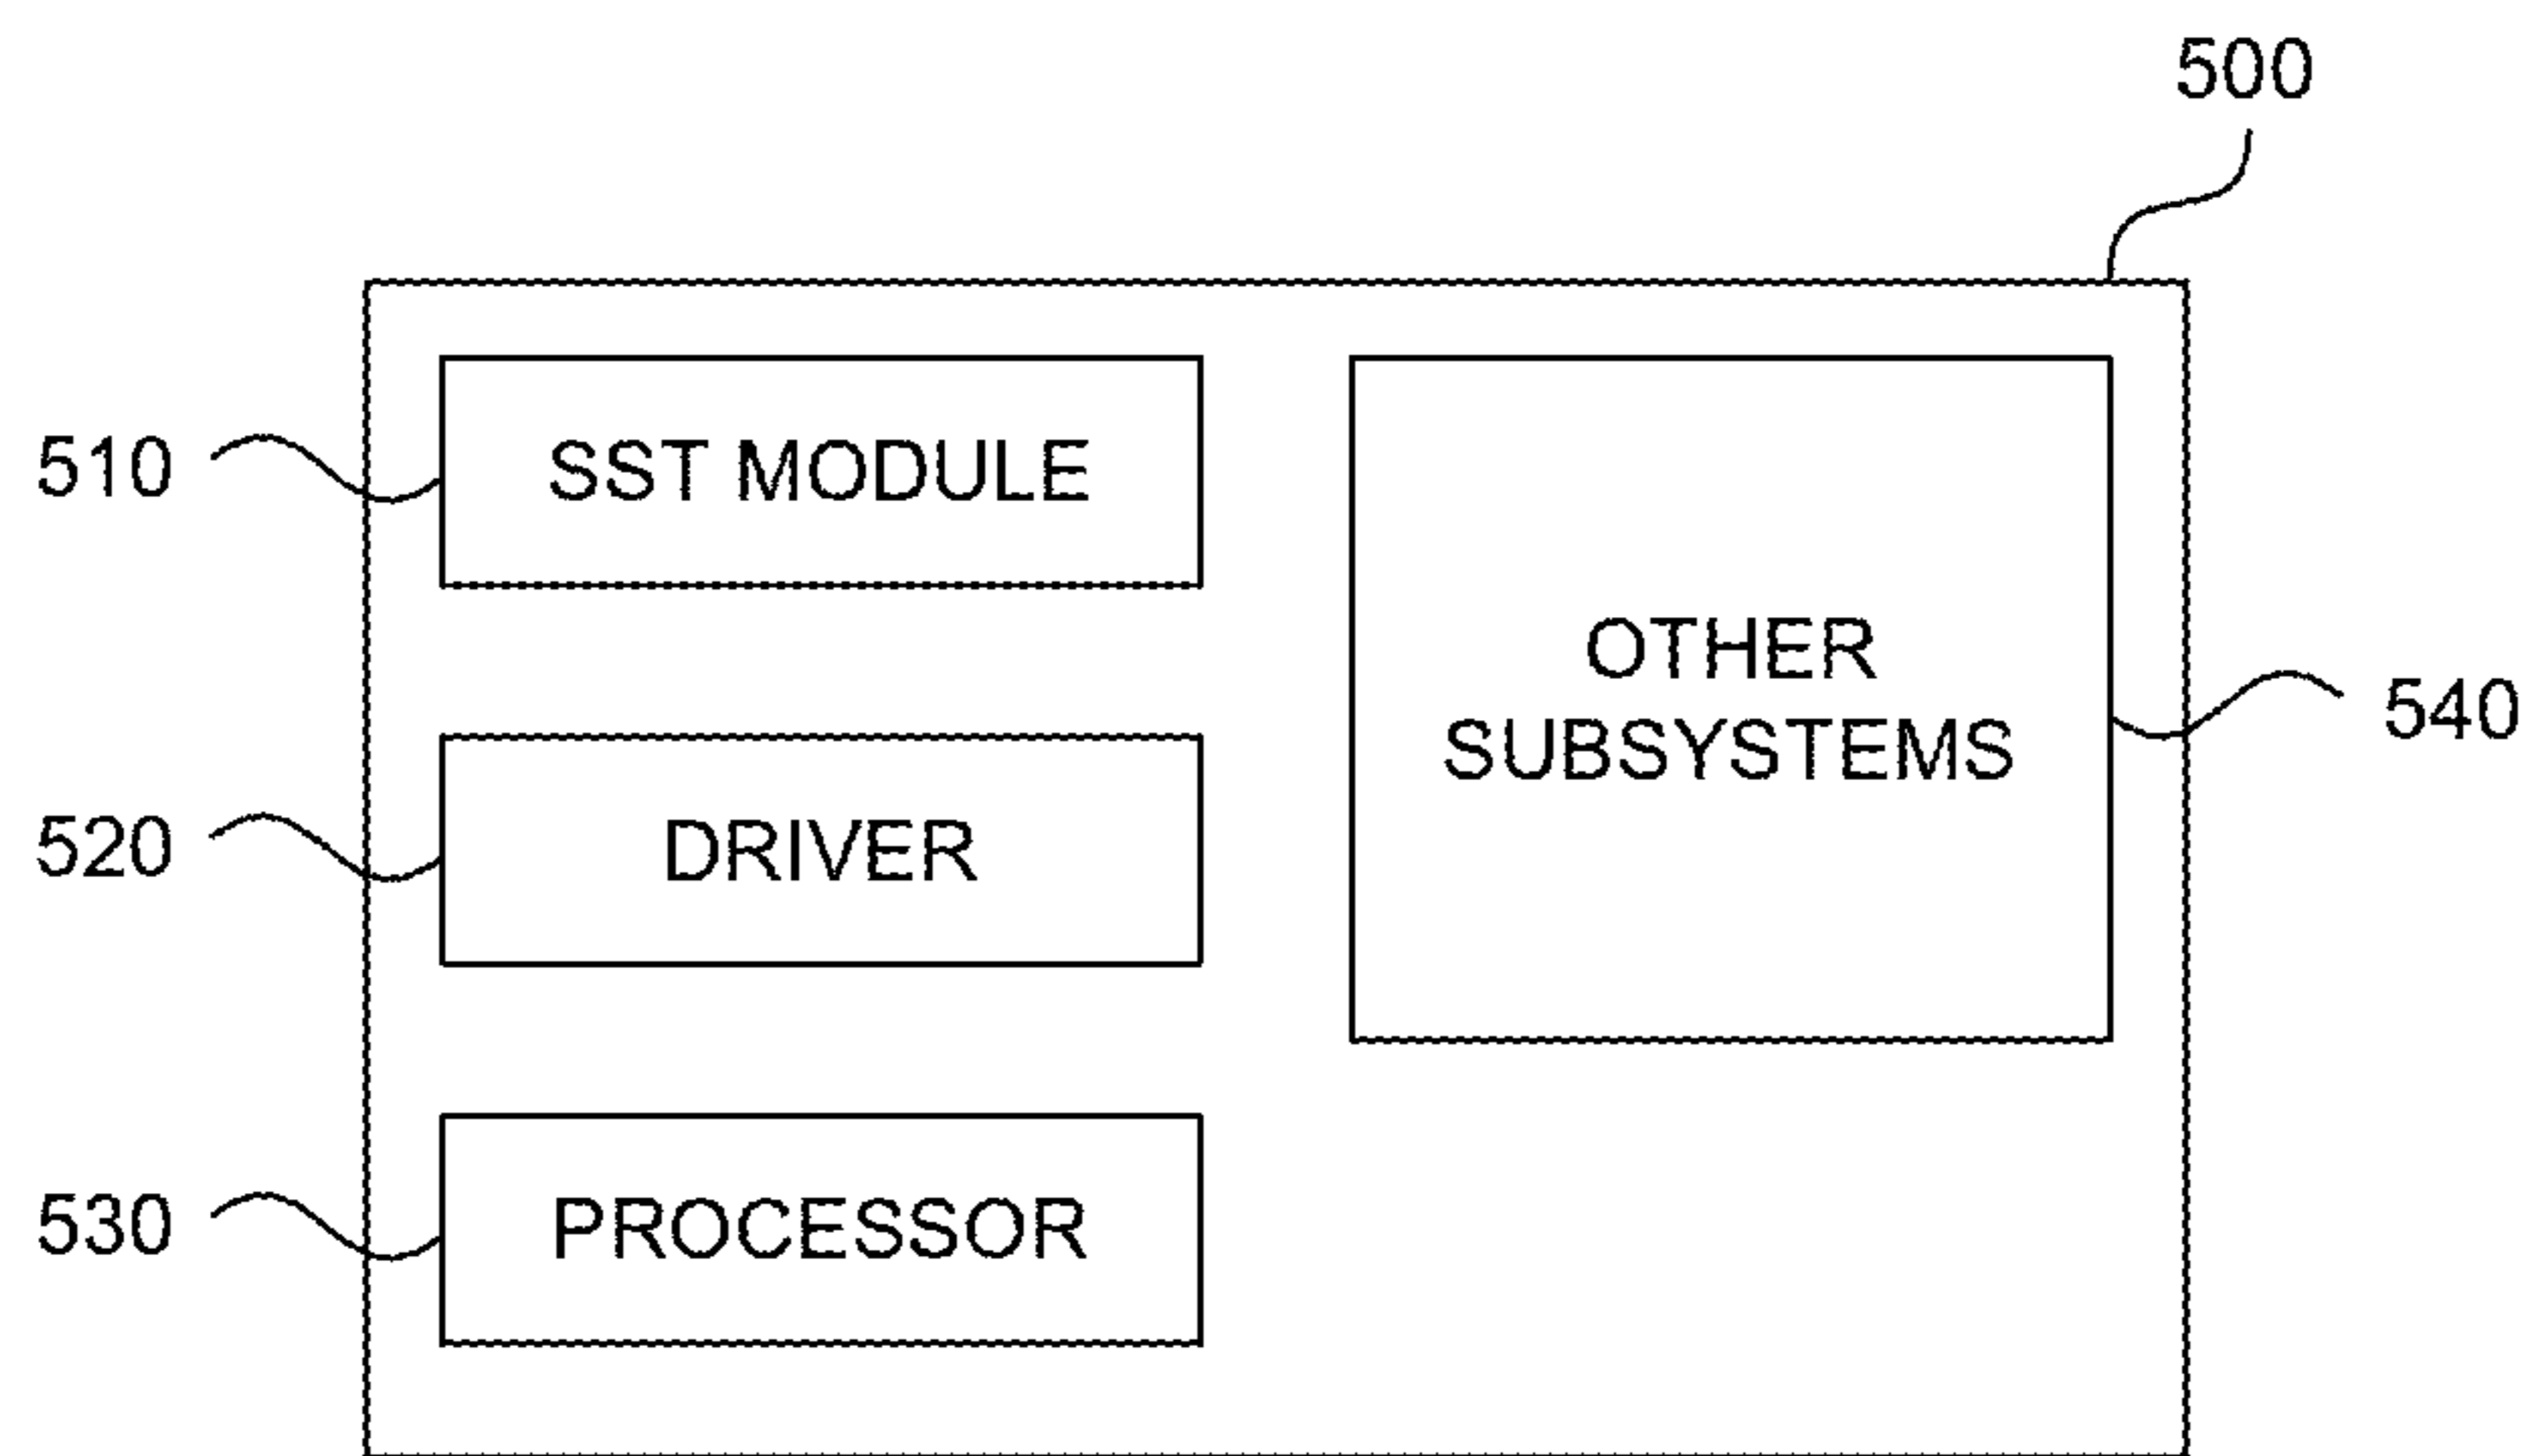 500
510
SST MODULE
OTHER
SUBSYSTEMS
540
520
DRIVER
530
PROCESSOR